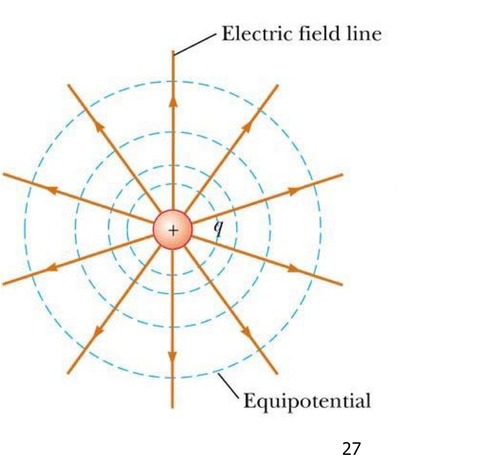 Electric field line
+
q
Equipotential
27